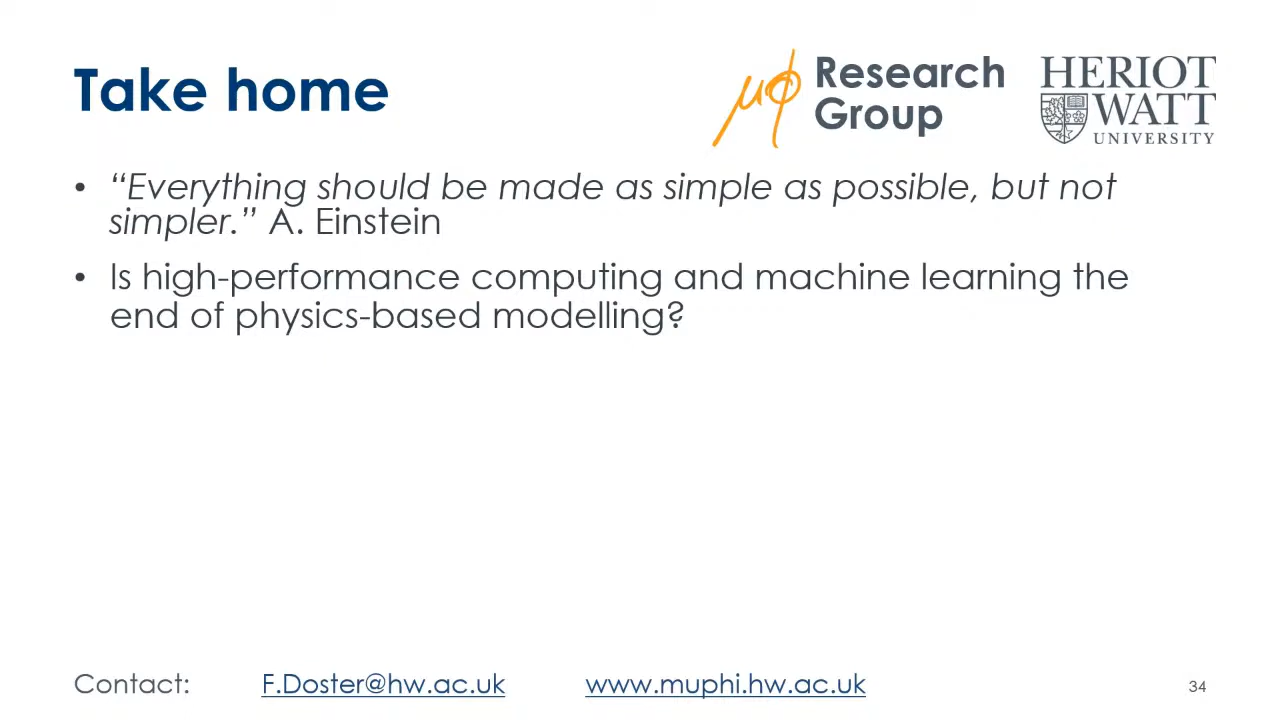 Take home
μϕ Research
Group
HERIOT
WATT
UNIVERSITY
• “Everything should be made as simple as possible, but not
simpler.” A. Einstein
• Is high-performance computing and machine learning the
end of physics-based modelling?
Contact: F.Doster@hw.ac.uk www.muphi.hw.ac.uk
34